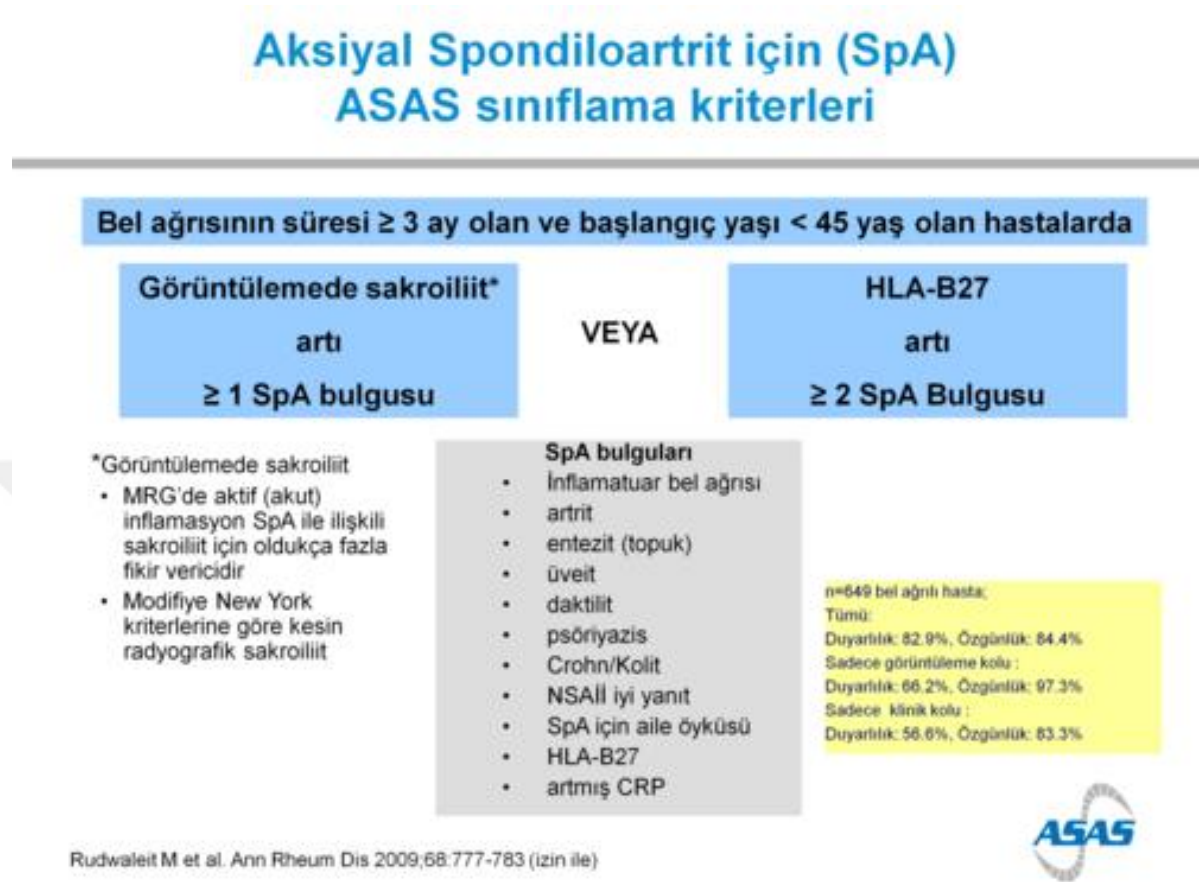 Aksiyal Spondiloartrit için (SpA)
ASAS sınıflama kriterleri
Bel ağrısının süresi ≥ 3 ay olan ve başlangıç yaşı < 45 yaş olan hastalarda
Görüntülemede sakroiliit*
artı
≥ 1 SpA bulgusu
VEYA
HLA-B27
artı
≥ 2 SpA Bulgusu
*Görüntülemede sakroiliit
• MRG'de aktif (akut)
inflamasyon SpA ile ilişkili
sakroiliit için oldukça fazla
fikir vericidir
• Modifiye New York
kriterlerine göre kesin
radyografik sakroiliit
SpA bulguları
• İnflamatuar bel ağrısı
• artrit
• entezit (topuk)
• üveit
• daktilit
• psöriyazis
• Crohn/Kolit
• NSAİİ iyi yanıt
• SpA için aile öyküsü
• HLA-B27
• artmış CRP
n=649 bel ağrılı hasta;
Tümü:
Duyarlılık: 82.9%, Özgünlük: 84.4%
Sadece görüntüleme kolu :
Duyarlılık: 66.2%, Özgünlük: 97.3%
Sadece klinik kolu :
Duyarlılık: 56.6%, Özgünlük: 83.3%
ASAS
Rudwaleit M et al. Ann Rheum Dis 2009;68:777-783 (izin ile)